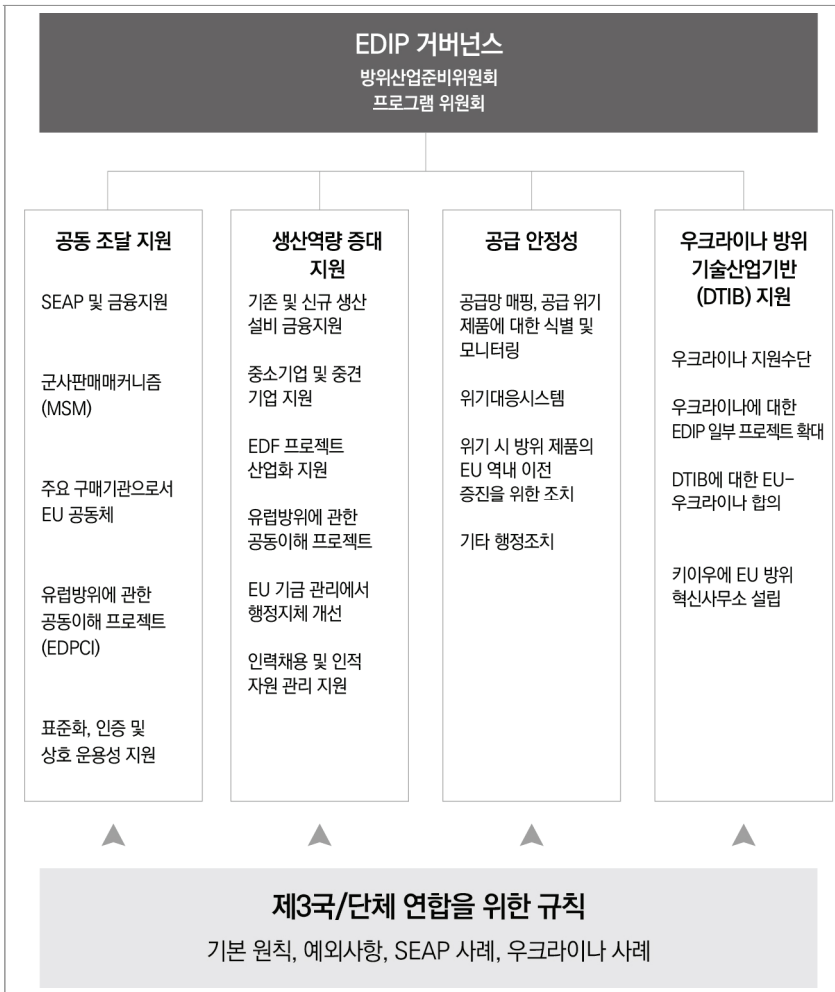 EDIP 거버넌스
방위산업준비위원회
프로그램 위원회
공동 조달 지원
SEAP 및 금융지원
군사판매매커니즘
(MSM)
주요 구매기관으로서
EU 공동체
유럽방위에 관한
공동이해 프로젝트
(EDPCI)
표준화, 인증 및
상호 운용성 지원
생산역량 증대
지원
기존 및 신규 생산
설비 금융지원
중소기업 및 중견
기업 지원
EDF 프로젝트
산업화 지원
유럽방위에 관한
공동이해 프로젝트
EU 기금 관리에서
행정지체 개선
인력채용 및 인적
자원 관리 지원
공급 안정성
공급망 매핑, 공급 위기
제품에 대한 식별 및
모니터링
위기대응시스템
위기 시 방위 제품의
EU 역내 이전
증진을 위한 조치
기타 행정조치
우크라이나 방위
기술산업기반
(DTIB) 지원
우크라이나 지원수단
우크라이나에 대한
EDIP 일부 프로젝트 확대
DTIB에 대한 EU-
우크라이나 합의
키이우에 EU 방위
혁신사무소 설립
제3국/단체 연합을 위한 규칙
기본 원칙, 예외사항, SEAP 사례, 우크라이나 사례